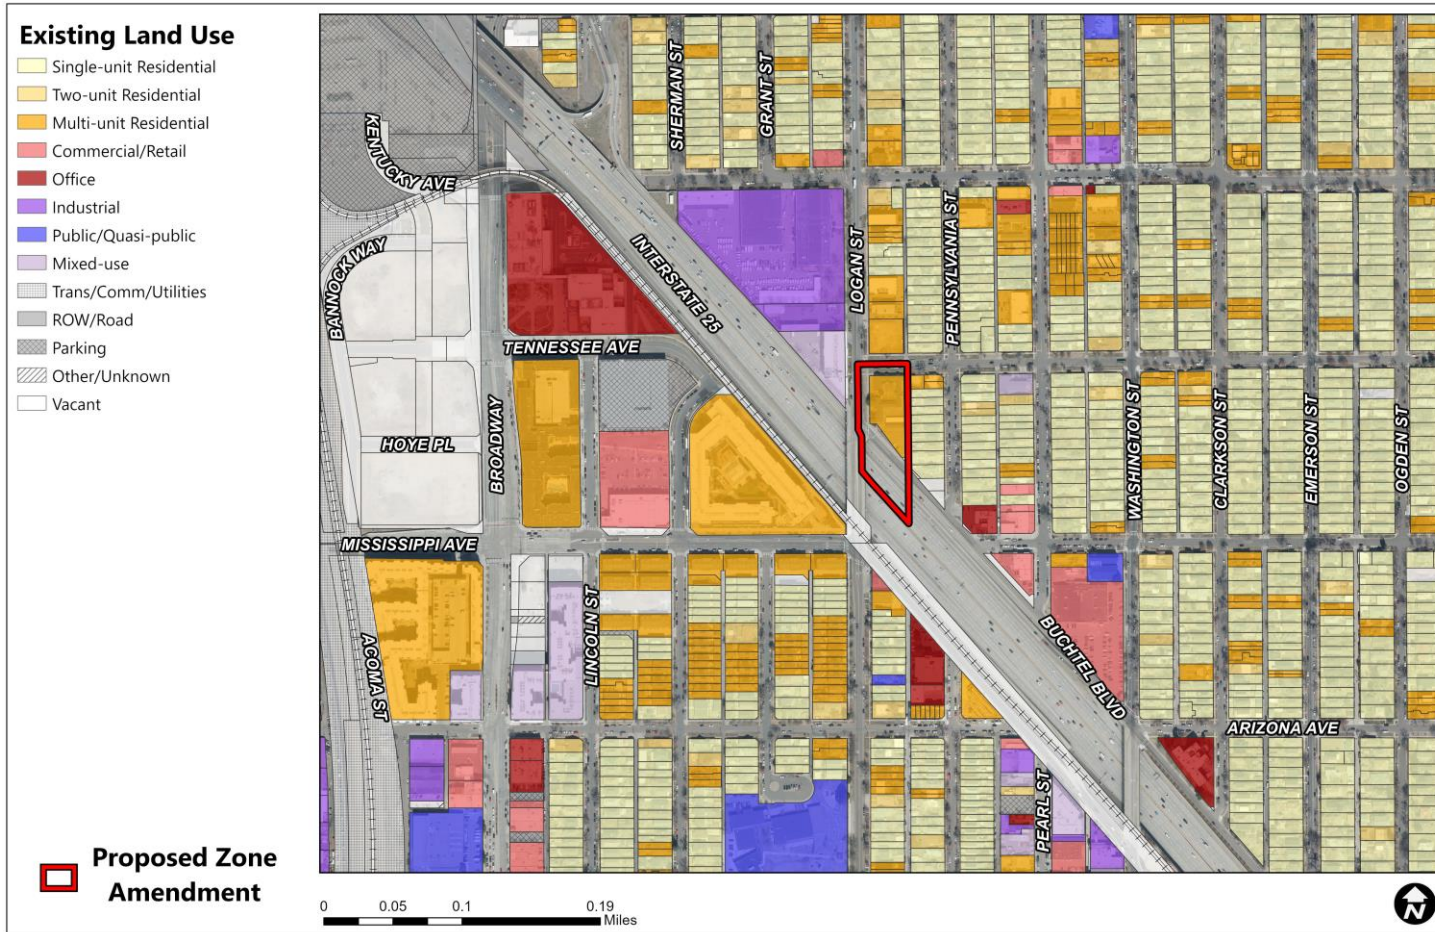 Existing Land Use
Single-unit Residential
Two-unit Residential
Multi-unit Residential
Commercial/Retail
Office
Industrial
Public/Quasi-public
Mixed-use
Trans/Comm/Utilities
ROW/Road
Parking
Other/Unknown
Vacant
Proposed Zone
Amendment
KENTUCKY AVE
SHERMAN ST
GRANT ST
BANNOCK WAY
INTERSTATE 25
LOGAN ST
PENNSYLVANIA ST
TENNESSEE AVE
HOYE PL
BROADWAY
WASHINGTON ST
CLARKSON ST
EMERSON ST
OGDEN ST
MISSISSIPPI AVE
ACOMA ST
LINCOLN ST
BUCHTEL BLVD
ARIZONA AVE
PEARL ST
0 0.05 0.1 0.19
Miles
N